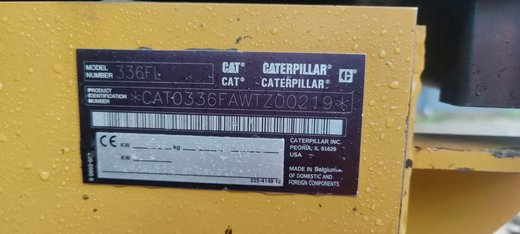 MODEL NUMBER 336FL CAT CATERPILLAR
CAT CATERPILLAR
PRODUCT IDENTIFICATION NUMBER *CAT0336FAWTZ00219*
CE KW kg
KW
CATERPILLAR INC.
PEORIA, IL 61629
USA
MADE IN Belgium
OF DOMESTIC AND
FOREIGN COMPONENTS